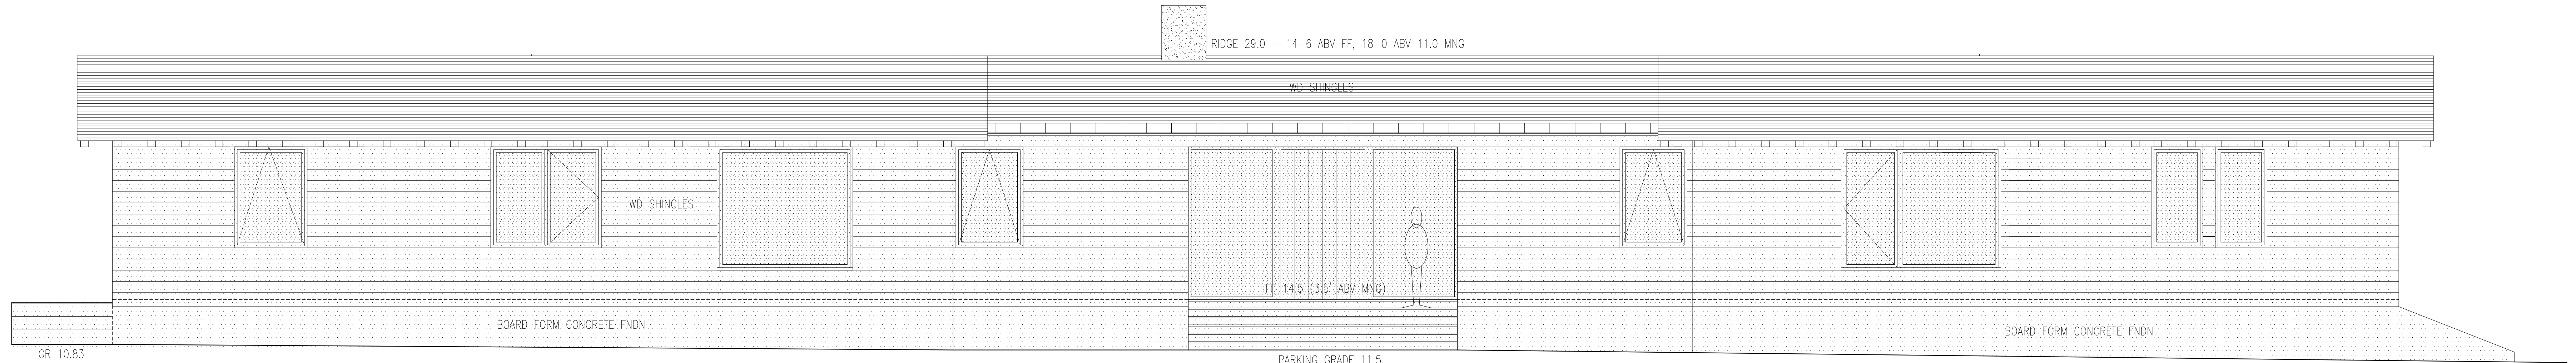 RIDGE 29.0 - 14-6 ABV FF, 18-0 ABV 11.0 MNG
WD SHINGLES
WD SHINGLES
FF 14.5 (3.5' ABV MNG)
BOARD FORM CONCRETE FNDN
BOARD FORM CONCRETE FNDN
GR 10.83
PARKING GRADE 11.5